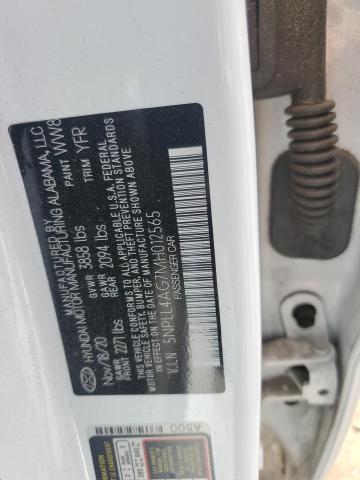 MANUFACTURED BY
HYUNDAI MOTOR MANUFACTURING ALABAMA, LLC
Nov/18/20 GVWR 3858 lbs PAINT WW8
GAWR FRONT 2271 lbs GAWR REAR 2094 lbs TRIM YFR
THIS VEHICLE CONFORMS TO ALL APPLICABLE U.S.A. FEDERAL
MOTOR VEHICLE SAFETY, BUMPER, AND THEFT PREVENTION STANDARDS
IN EFFECT ON THE DATE OF MANUFACTURE SHOWN ABOVE
V.I.N 5NPLL4AG7MH012565
PASSENGER CAR
A500